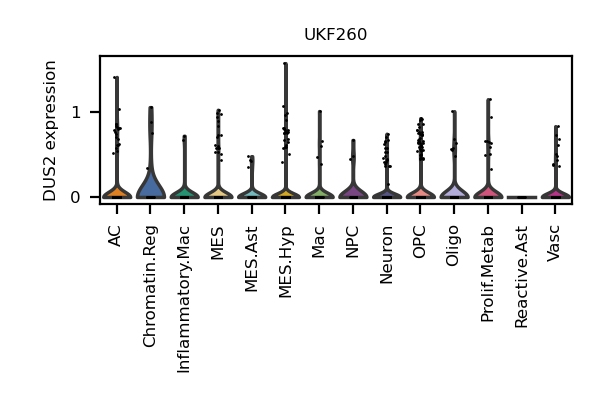 UKF260
DUS2 expression
1
0
AC
Chromatin.Reg
Inflammatory.Mac
MES
MES.Ast
MES.Hyp
Mac
NPC
Neuron
OPC
Oligo
Prolif.Metab
Reactive.Ast
Vasc